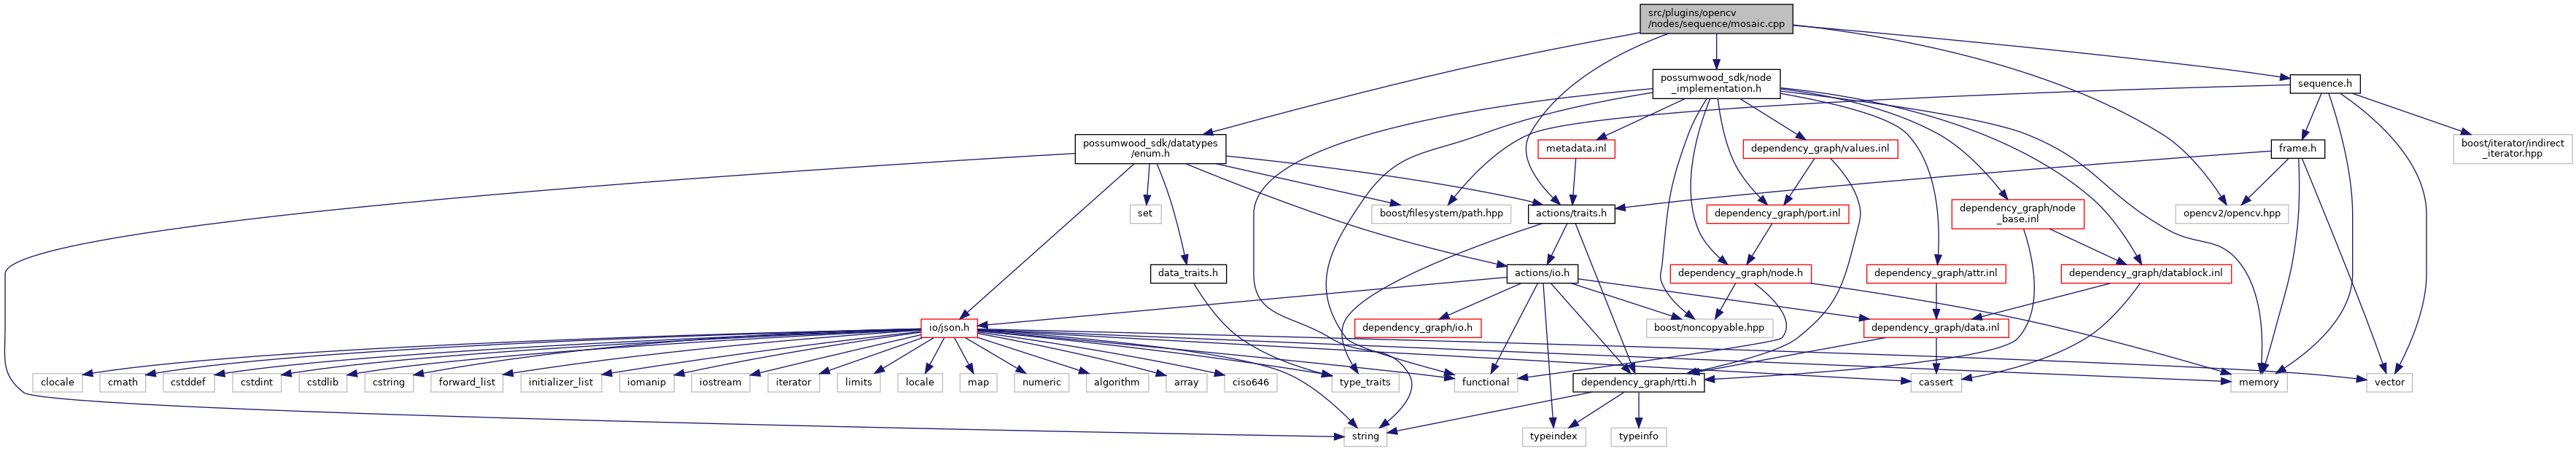 src/plugins/opencv
/nodes/sequence/mosaic.cpp
possumwood_sdk/node
_implementation.h
sequence.h
possumwood_sdk/datatypes
/enum.h
metadata.inl
dependency_graph/values.inl
frame.h
boost/iterator/indirect
_iterator.hpp
set
boost/filesystem/path.hpp
actions/traits.h
dependency_graph/port.inl
dependency_graph/node
_base.inl
opencv2/opencv.hpp
data_traits.h
actions/io.h
dependency_graph/node.h
dependency_graph/attr.inl
dependency_graph/datablock.inl
io/json.h
dependency_graph/io.h
boost/noncopyable.hpp
dependency_graph/data.inl
clocale
cmath
cstddef
cstdint
cstdlib
cstring
forward_list
initializer_list
iomanip
iostream
iterator
limits
locale
map
numeric
algorithm
array
ciso646
type_traits
functional
dependency_graph/rtti.h
cassert
memory
vector
string
typeindex
typeinfo